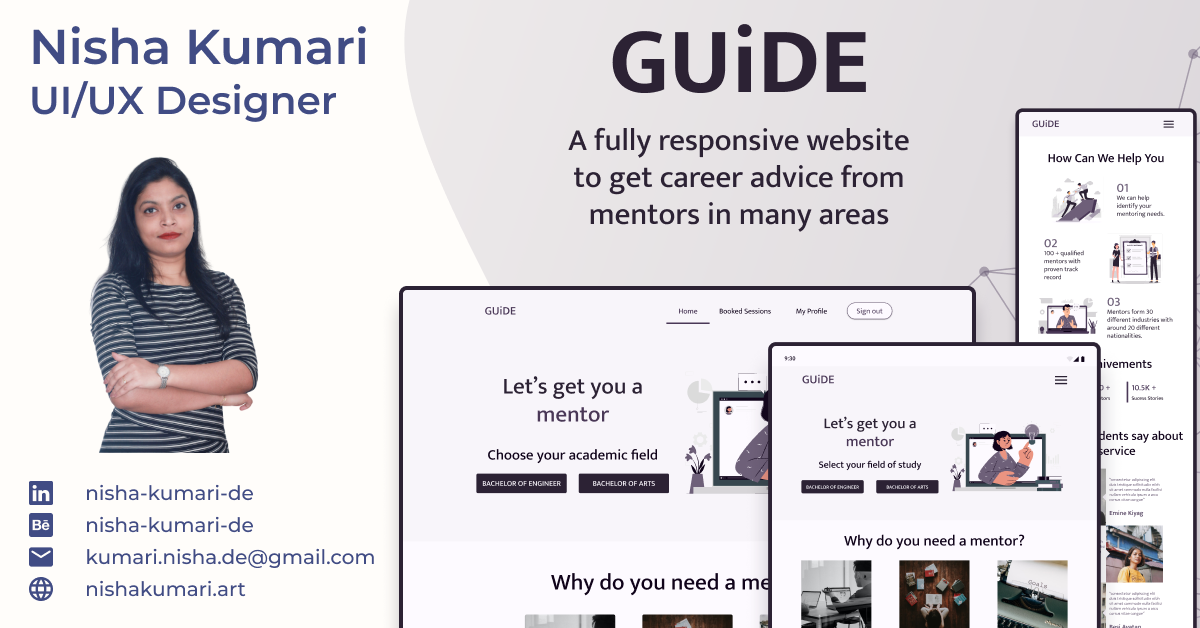 Nisha Kumari
UI/UX Designer
nisha-kumari-de
nisha-kumari-de
kumari.nisha.de@gmail.com
nishakumari.art
GUiDE
A fully responsive website
to get career advice from
mentors in many areas
GUiDE
Home
Booked Sessions
My Profile
Sign out
Let's get you a
mentor
Choose your academic field
BACHELOR OF ENGINEER
BACHELOR OF ARTS
Why do you need a me
9:30
GUiDE
Let's get you a
mentor
Select your field of study
BACHELOR OF ENGINEER
BACHELOR OF ARTS
Why do you need a mentor?
Goals
GUiDE
How Can We Help You
01
We can help
identify your
mentoring needs.
02
100 + qualified
mentors with
proven track
record
03
Mentors form 30
different industries with
around 20 different
nationalities.
ivements
0 +
tors
10.5K +
Sucess Stories
dents say about
service
Emine Kiyag